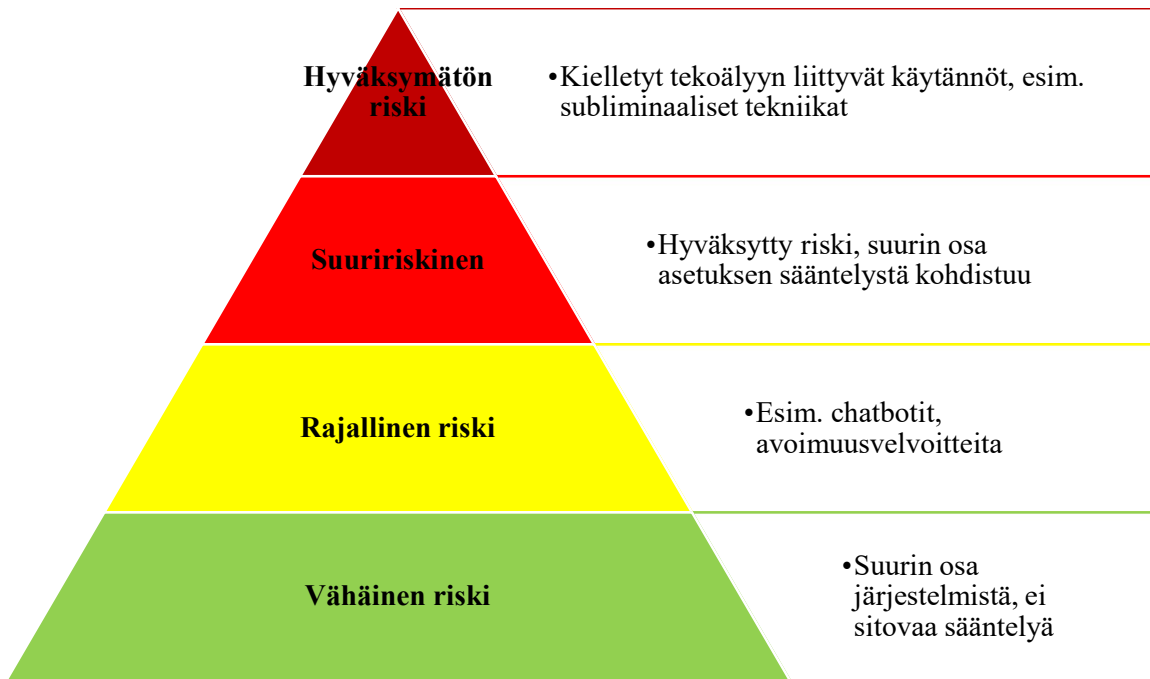 Hyväksymätön
riski
•Kielletyt tekoälyyn liittyvät käytännöt, esim.
subliminaaliset tekniikat
Suuririskinen
•Hyväksytty riski, suurin osa
asetuksen sääntelystä kohdistuu
Rajallinen riski
•Esim. chatbotit,
avoimuusvelvoitteita
Vähäinen riski
•Suurin osa
järjestelmistä, ei
sitovaa sääntelyä